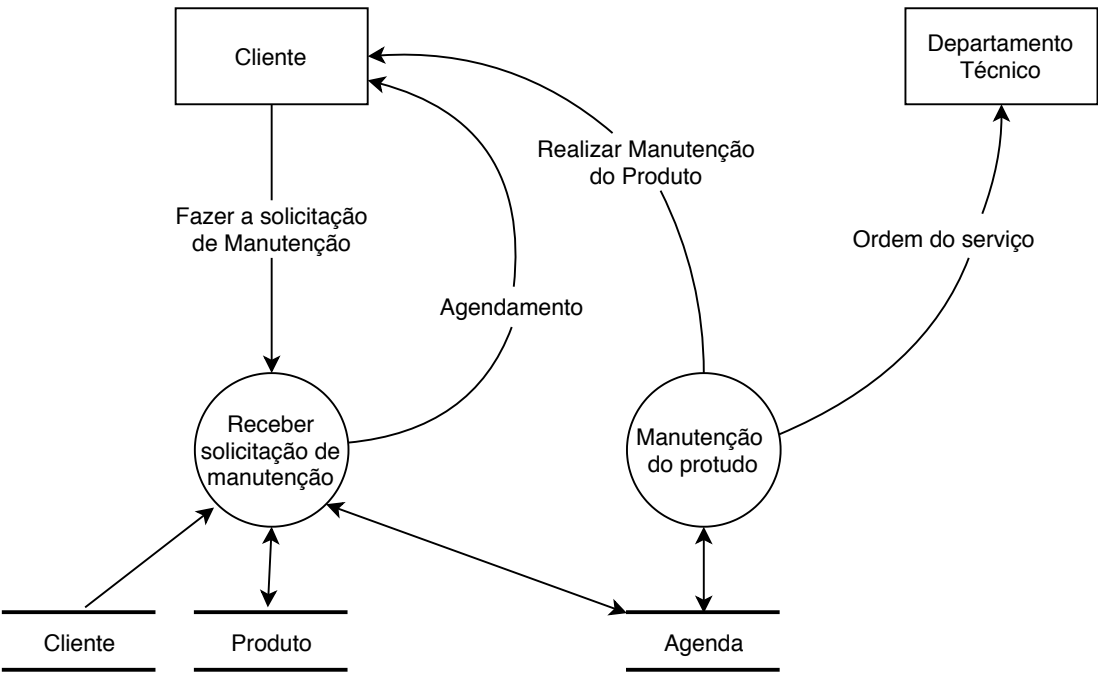 Cliente
Departamento
Técnico
Realizar Manutenção
do Produto
Fazer a solicitação
de Manutenção
Ordem do serviço
Agendamento
Receber
solicitação de
manutenção
Manutenção
do protudo
Cliente
Produto
Agenda